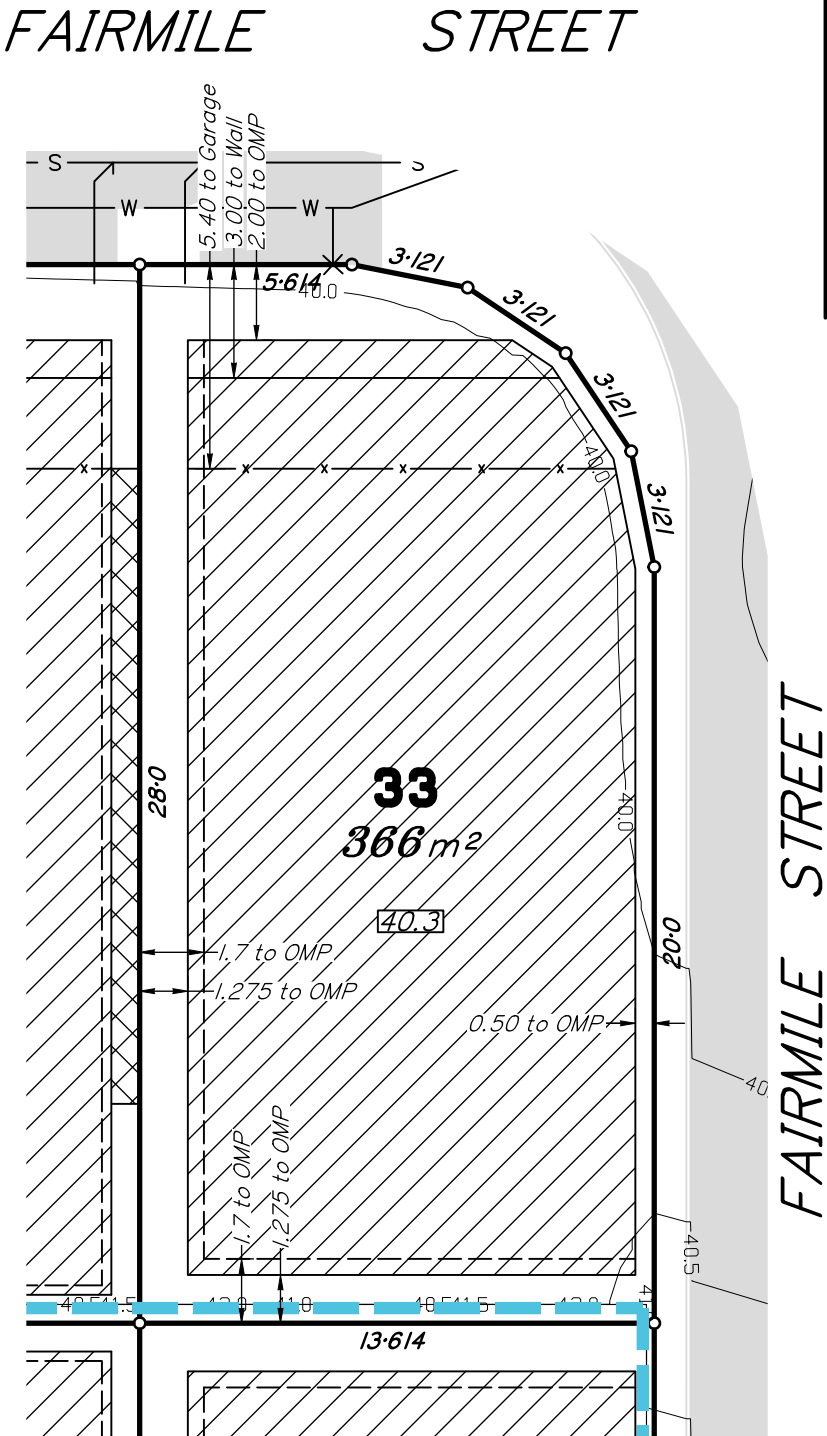 FAIRMILE STREET
5.40 to Garage
3.00 to Wall
2.00 to OMP
S
S
W
W
3·121
5·614
40.0
3·121
3·121
40.0
3·121
x x x x x x
28·0
33
366 m²
40.0
40.3
20·0
1.7 to OMP
1.275 to OMP
0.50 to OMP
FAIRMILE STREET
1.7 to OMP
1.275 to OMP
40.5
13·614